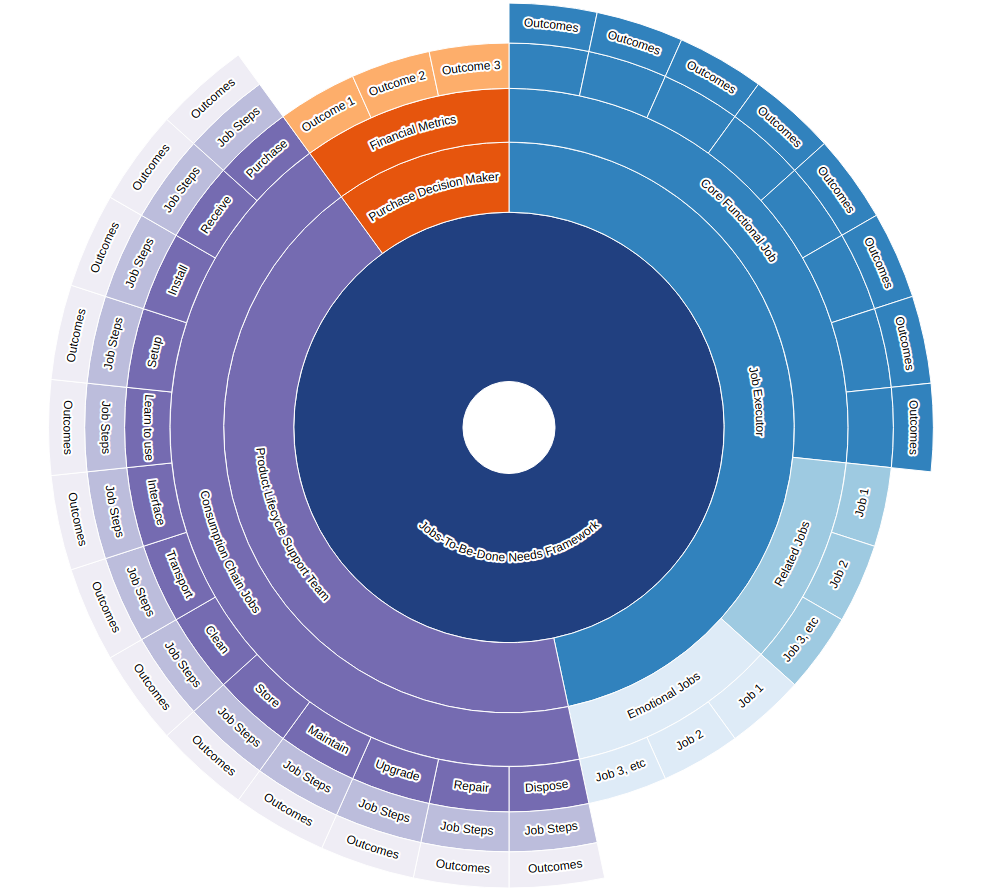 Jobs-To-Be-Done Needs Framework
Job Executor
Core Functional Job
Outcomes
Outcomes
Outcomes
Outcomes
Outcomes
Outcomes
Outcomes
Outcomes
Related Jobs
Job 1
Job 2
Job 3, etc
Emotional Jobs
Job 1
Job 2
Job 3, etc
Product Lifecycle Support Team
Consumption Chain Jobs
Dispose
Job Steps
Outcomes
Repair
Job Steps
Outcomes
Upgrade
Job Steps
Outcomes
Maintain
Job Steps
Outcomes
Store
Job Steps
Outcomes
Clean
Job Steps
Outcomes
Transport
Job Steps
Outcomes
Interface
Job Steps
Outcomes
Learn to use
Job Steps
Outcomes
Setup
Job Steps
Outcomes
Install
Job Steps
Outcomes
Receive
Job Steps
Outcomes
Purchase
Job Steps
Outcomes
Purchase Decision Maker
Financial Metrics
Outcome 1
Outcome 2
Outcome 3